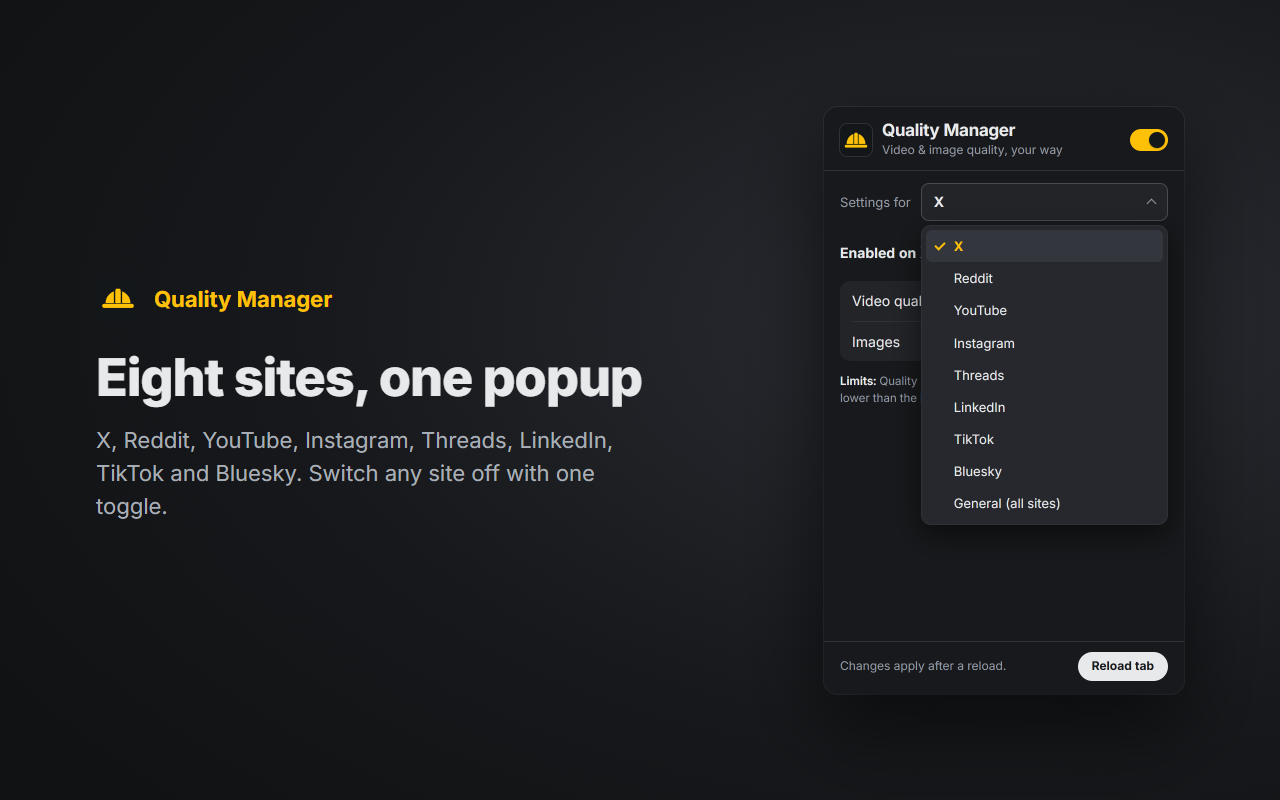 Quality Manager
Eight sites, one popup
X, Reddit, YouTube, Instagram, Threads, LinkedIn,
TikTok and Bluesky. Switch any site off with one
toggle.
Quality Manager
Video & image quality, your way
Settings for
X
Enabled on
X
Reddit
YouTube
Instagram
Threads
LinkedIn
TikTok
Bluesky
General (all sites)
Video qual
Images
Limits: Quality
lower than the
Changes apply after a reload.
Reload tab